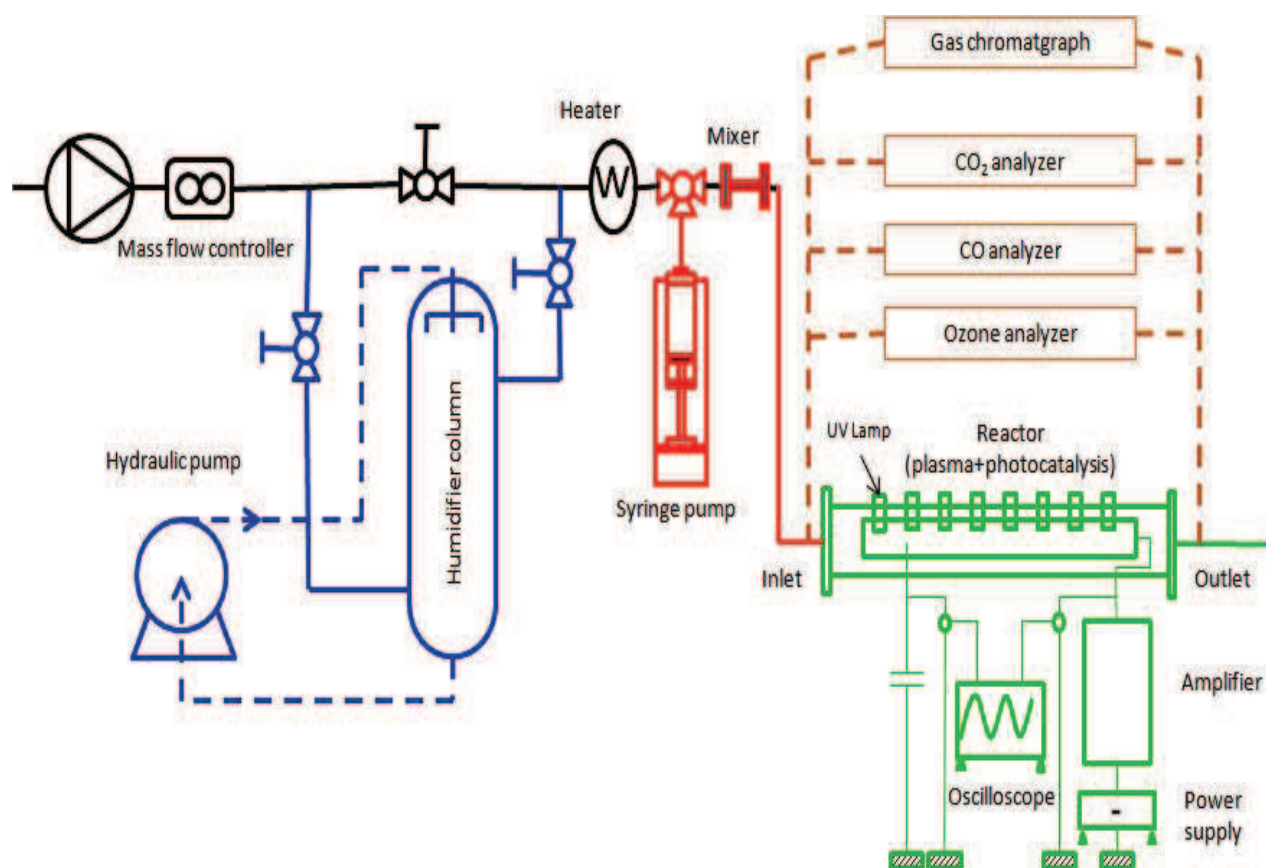 Gas chromatgraph
Heater
Mixer
CO₂ analyzer
W
Mass flow controller
CO analyzer
Ozone analyzer
Humidifier column
UV Lamp
Reactor
(plasma+photocatalysis)
Hydraulic pump
Syringe pump
Inlet
Outlet
Amplifier
Oscilloscope
Power
supply